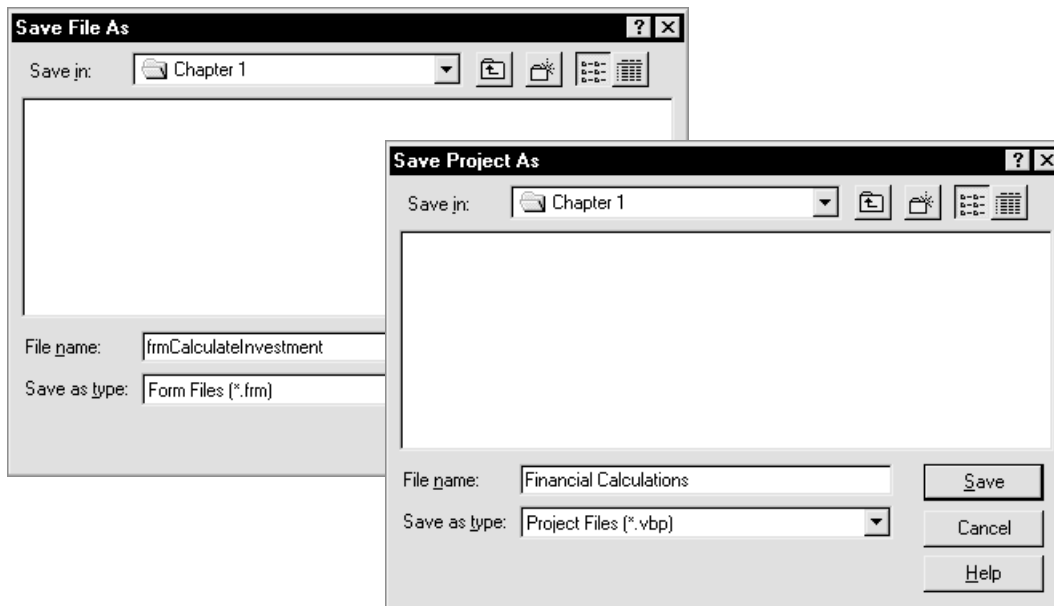 Save File As
Save in: Chapter 1
File name: frmCalculateInvestment
Save as type: Form Files (*.frm)
Save Project As
Save in: Chapter 1
File name: Financial Calculations
Save
Save as type: Project Files (*.vbp)
Cancel
Help